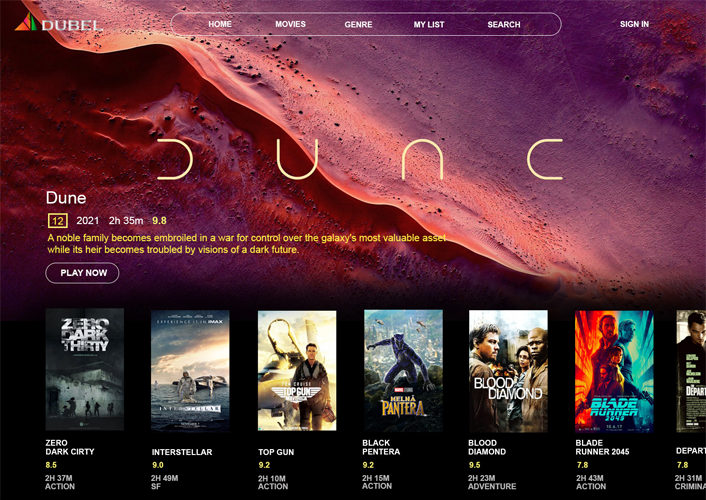 DUBEL
HOME MOVIES GENRE MY LIST SEARCH SIGN IN
DUNC
Dune
12 2021 2h 35m 9.8
A noble family becomes embroiled in a war for control over the galaxy's most valuable asset
while its heir becomes troubled by visions of a dark future.
PLAY NOW
ZERO
DARK
THIRTY
EXPERIENCE IT IN IMAX
INTERSTELLAR
TOM CRUISE
TOP GUN
MARVEL STUDIOS
PANTERA
BLOOD
DIAMOND
BLADE
RUNNER
2049
THE
DEPART
ZERO
DARK CIRTY
8.5
2H 37M
ACTION
INTERSTELLAR
9.0
2H 49M
SF
TOP GUN
9.2
2H 10M
ACTION
BLACK
PENTERA
9.2
2H 15M
ACTION
BLOOD
DIAMOND
9.5
2H 23M
ADVENTURE
BLADE
RUNNER 2045
7.8
2H 43M
ACTION
DEPART
7.8
2H 31M
CRIMINA